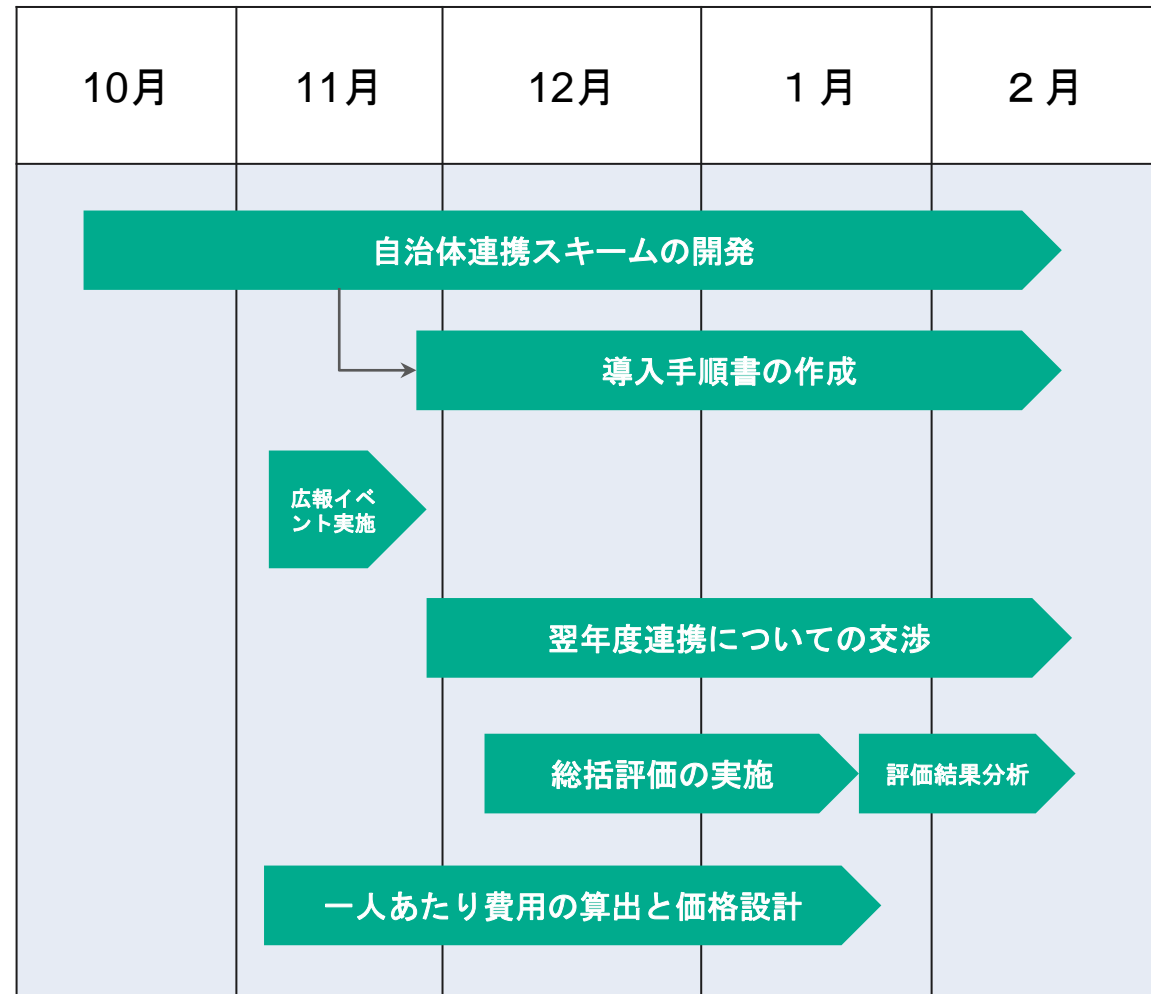 10月 11月 12月 １月 ２月
自治体連携スキームの開発
導入手順書の作成
広報イベ
ント実施
翌年度連携についての交渉
総括評価の実施 評価結果分析
一人あたり費用の算出と価格設計